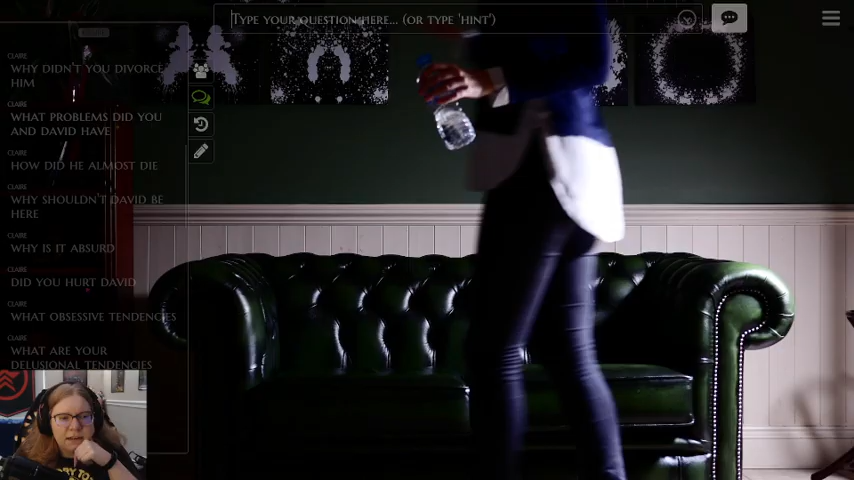 Type your question here... (or type 'hint')
CLAIRE
WHY DIDN'T YOU DIVORCE
HIM
CLAIRE
WHAT PROBLEMS DID YOU
AND DAVID HAVE
CLAIRE
HOW DID HE ALMOST DIE
CLAIRE
WHY SHOULDN'T DAVID BE
HERE
CLAIRE
WHY IS IT ABSURD
CLAIRE
DID YOU HURT DAVID
CLAIRE
WHAT OBSESSIVE TENDENCIES
CLAIRE
WHAT ARE YOUR
DELUSIONAL TENDENCIES